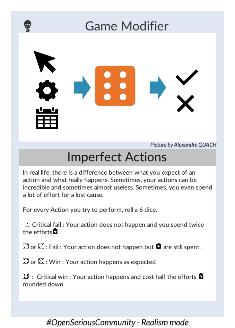 Game Modifier
Picture by Alexandre QUACH
Imperfect Actions
In real life, there is a difference between what you expect of an
action and what really happens. Sometimes, your actions can be
incredible and sometimes almost useless. Sometimes, you even spend
a lot of effort for a lost cause.
For every Action you try to perform, roll a 6 dice.
⚀ : Critical fail : Your action does not happen and you spend twice
the efforts.
or : Fail : Your action does not happen but are still spent.
or : Win : Your action happens as expected
: Critical win : Your action happens and cost half the efforts
rounded down.
#OpenSeriousCommunity - Realism mode